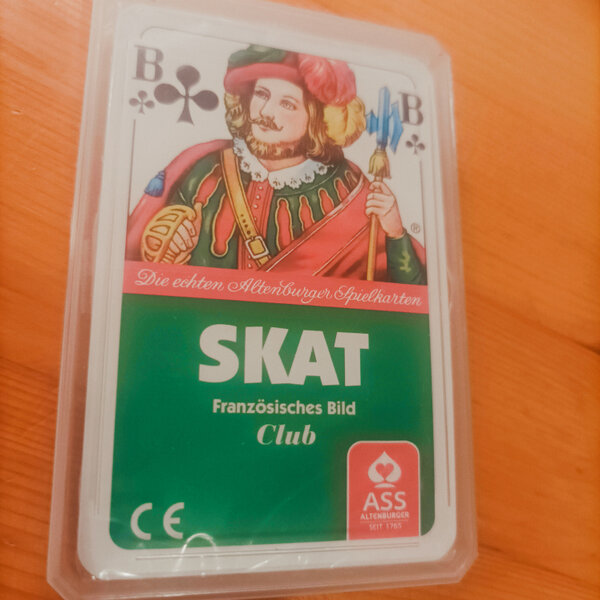 B
B
®
Die echten Altenburger Spielkarten
SKAT
Französisches Bild
Club
CE
ASS
ALTENBURGER
SEIT 1765